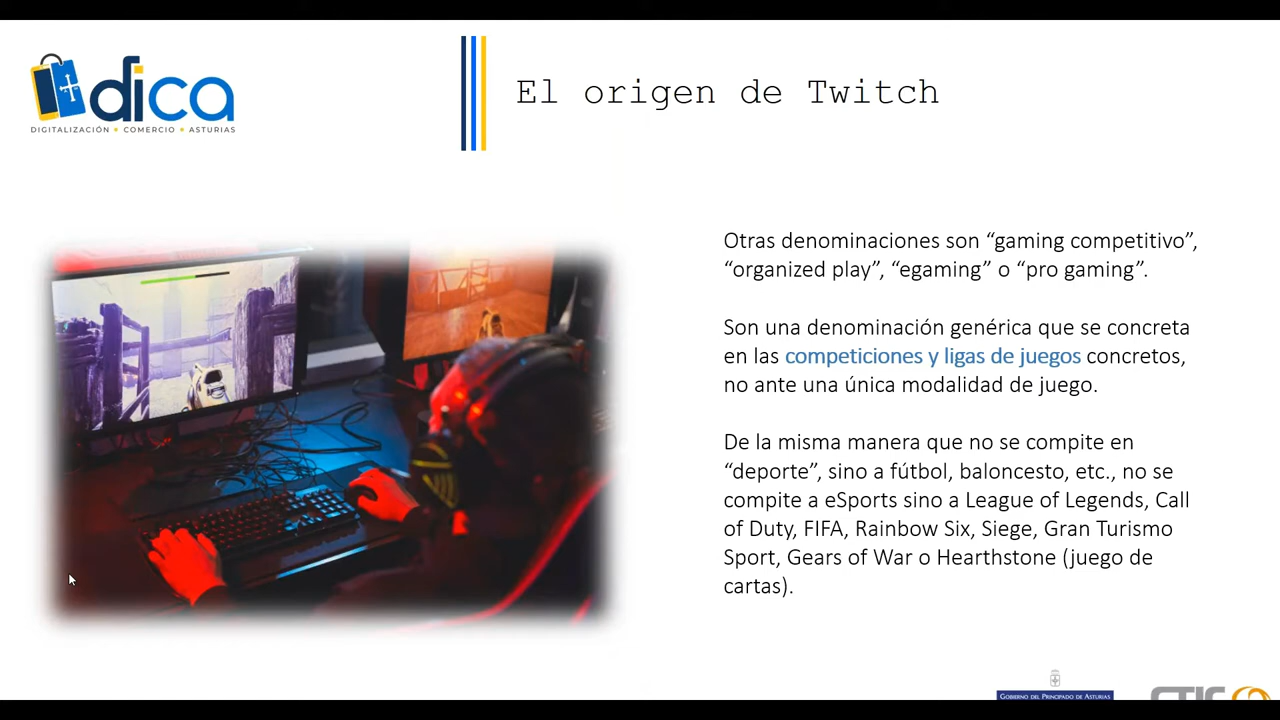 dica
DIGITALIZACIÓN • COMERCIO • ASTURIAS
El origen de Twitch
Otras denominaciones son “gaming competitivo”,
“organized play”, “egaming” o “pro gaming”.
Son una denominación genérica que se concreta
en las competiciones y ligas de juegos concretos,
no ante una única modalidad de juego.
De la misma manera que no se compite en
“deporte”, sino a fútbol, baloncesto, etc., no se
compite a eSports sino a League of Legends, Call
of Duty, FIFA, Rainbow Six, Siege, Gran Turismo
Sport, Gears of War o Hearthstone (juego de
cartas).
GOBIERNO DEL PRINCIPADO DE ASTURIAS